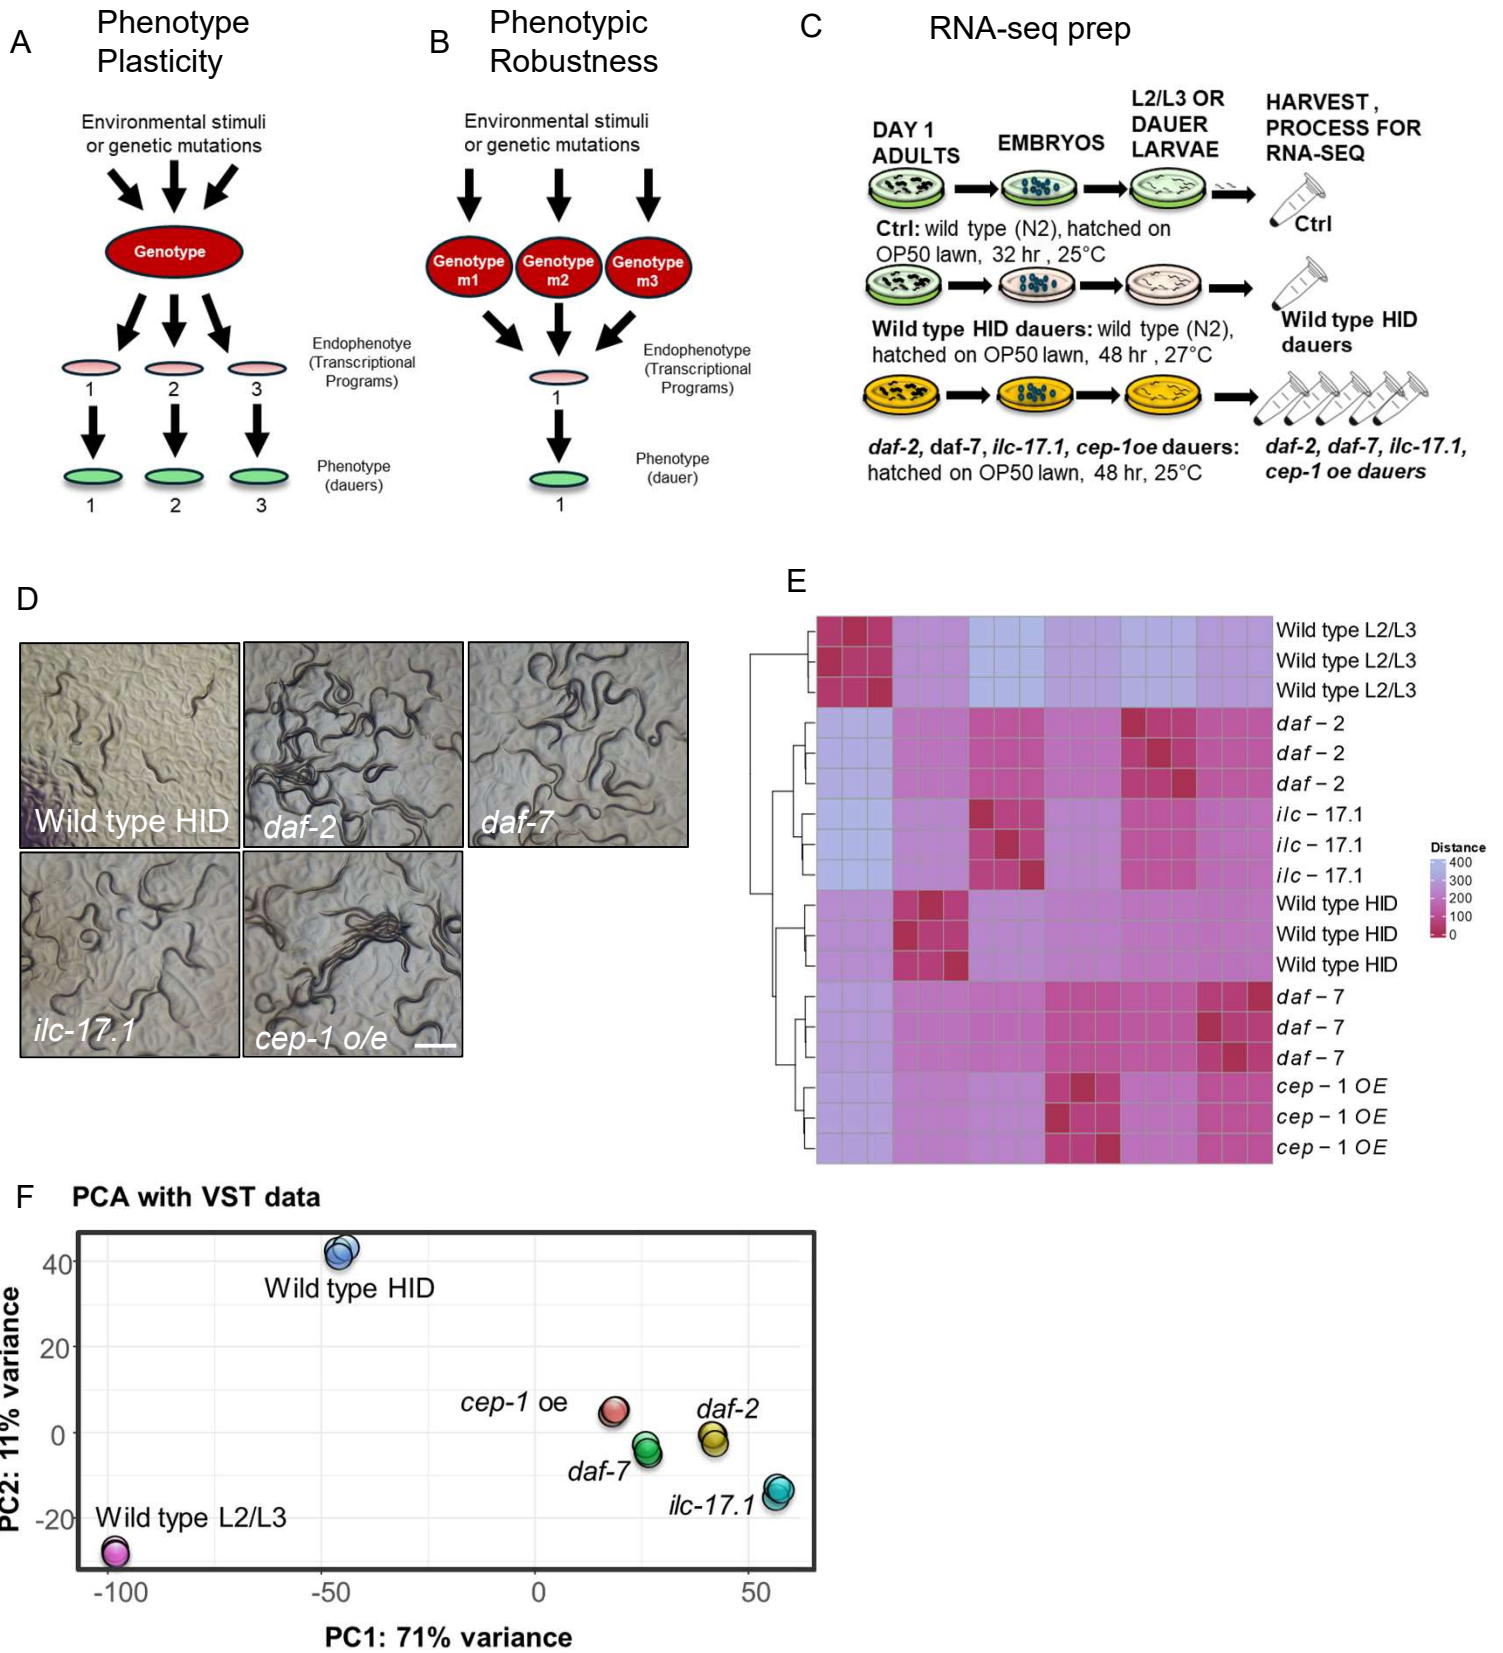 A
Phenotype
Plasticity
Environmental stimuli
or genetic mutations
Genotype
Endophenotye
(Transcriptional
Programs)
1
2
3
Phenotype
(dauers)
1
2
3
B
Phenotypic
Robustness
Environmental stimuli
or genetic mutations
Genotype
m1
Genotype
m2
Genotype
m3
Endophenotype
(Transcriptional
Programs)
1
Phenotype
(dauer)
1
C
RNA-seq prep
DAY 1
ADULTS
EMBRYOS
L2/L3 OR
DAUER
LARVAE
HARVEST ,
PROCESS FOR
RNA-SEQ
Ctrl
Ctrl: wild type (N2), hatched on
OP50 lawn, 32 hr , 25°C
Wild type HID
dauers
Wild type HID dauers: wild type (N2),
hatched on OP50 lawn, 48 hr , 27°C
daf-2, daf-7, ilc-17.1, cep-1oe dauers:
hatched on OP50 lawn, 48 hr, 25°C
daf-2, daf-7, ilc-17.1,
cep-1 oe dauers
D
Wild type HID
daf-2
daf-7
ilc-17.1
cep-1 o/e
E
Wild type L2/L3
Wild type L2/L3
Wild type L2/L3
daf − 2
daf − 2
daf − 2
ilc − 17.1
ilc − 17.1
ilc − 17.1
Wild type HID
Wild type HID
Wild type HID
daf − 7
daf − 7
daf − 7
cep − 1 OE
cep − 1 OE
cep − 1 OE
Distance
400
300
200
100
0
F
PCA with VST data
PC2: 11% variance
40
20
0
-20
Wild type HID
cep-1 oe
daf-2
daf-7
ilc-17.1
Wild type L2/L3
-100
-50
0
50
PC1: 71% variance